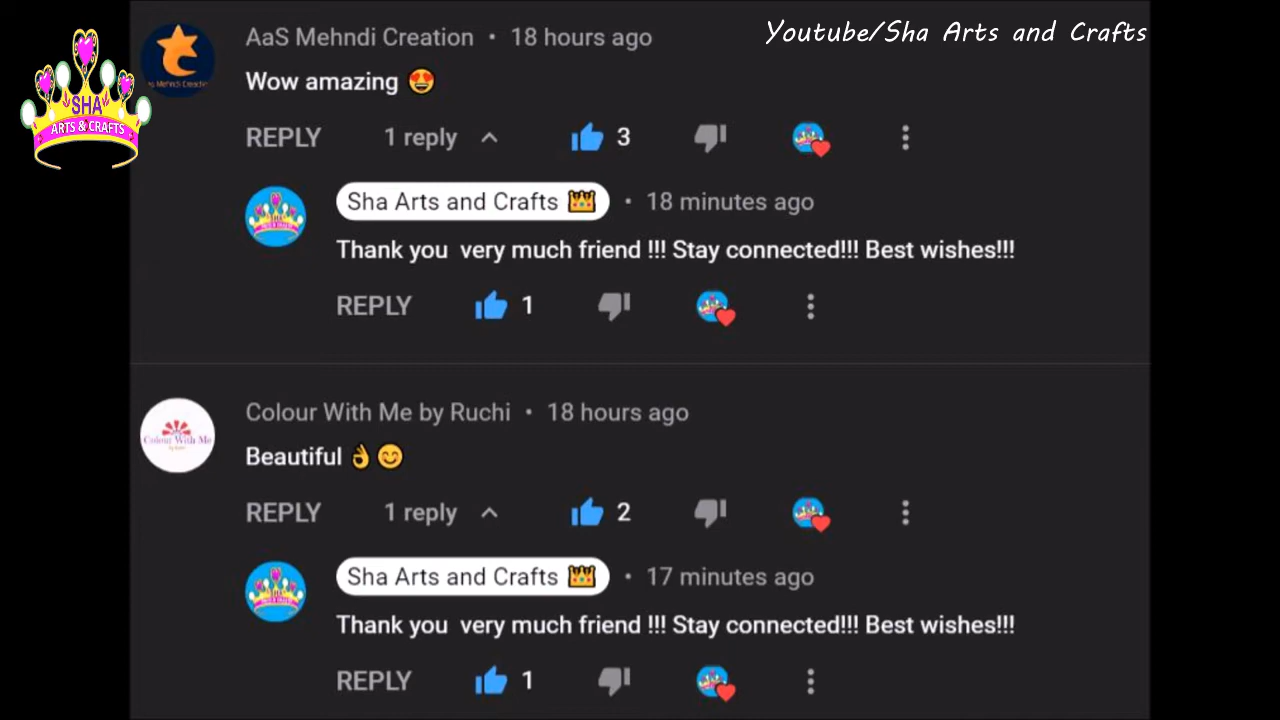 Youtube/Sha Arts and Crafts
SHA
ARTS & CRAFTS
AaS Mehndi Creation • 18 hours ago
Wow amazing 😍
REPLY 1 reply 3
Sha Arts and Crafts 👑 • 18 minutes ago
Thank you very much friend !!! Stay connected!!! Best wishes!!!
REPLY 1
Colour With Me by Ruchi • 18 hours ago
Colour With Me
Beautiful 👌😊
REPLY 1 reply 2
Sha Arts and Crafts 👑 • 17 minutes ago
Thank you very much friend !!! Stay connected!!! Best wishes!!!
REPLY 1